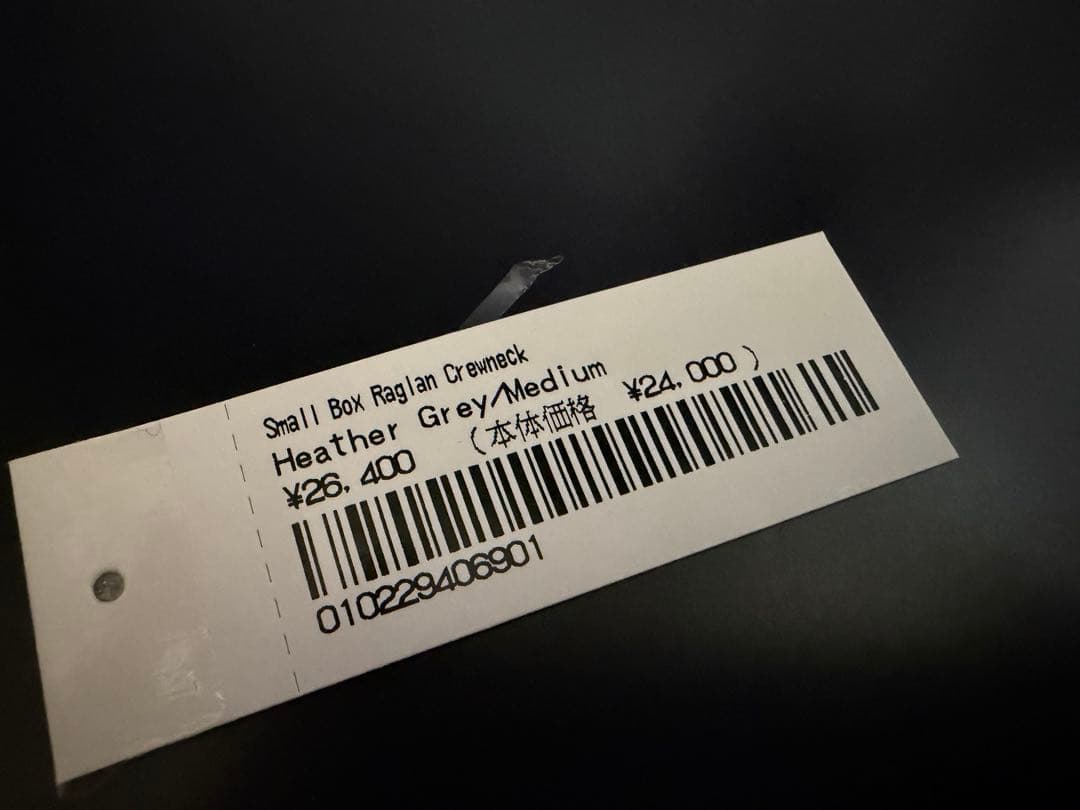 Small Box Raglan Crewneck
Heather Grey/Medium
¥26,400 (本体価格 ¥24,000)
010229406901